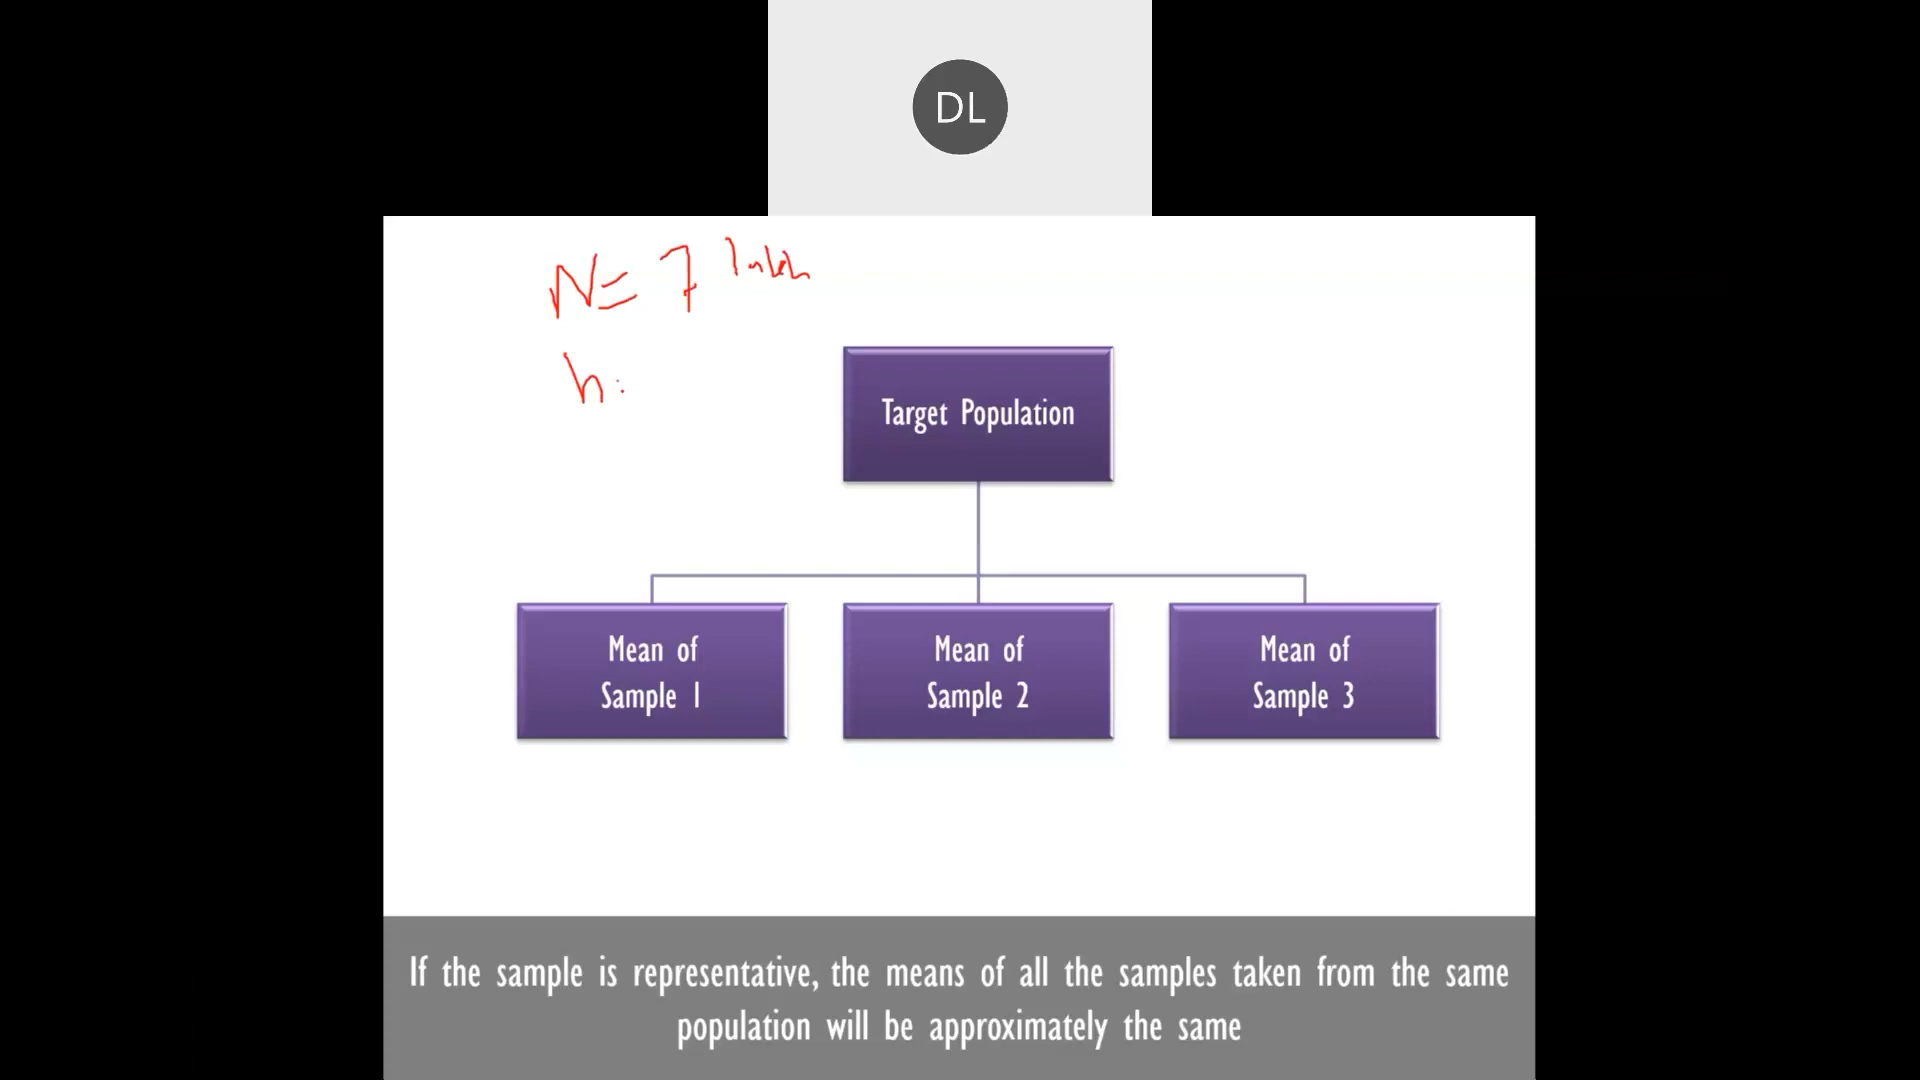 DL
N= 7 lakh
n:
Target Population
Mean of
Sample 1
Mean of
Sample 2
Mean of
Sample 3
If the sample is representative, the means of all the samples taken from the same
population will be approximately the same